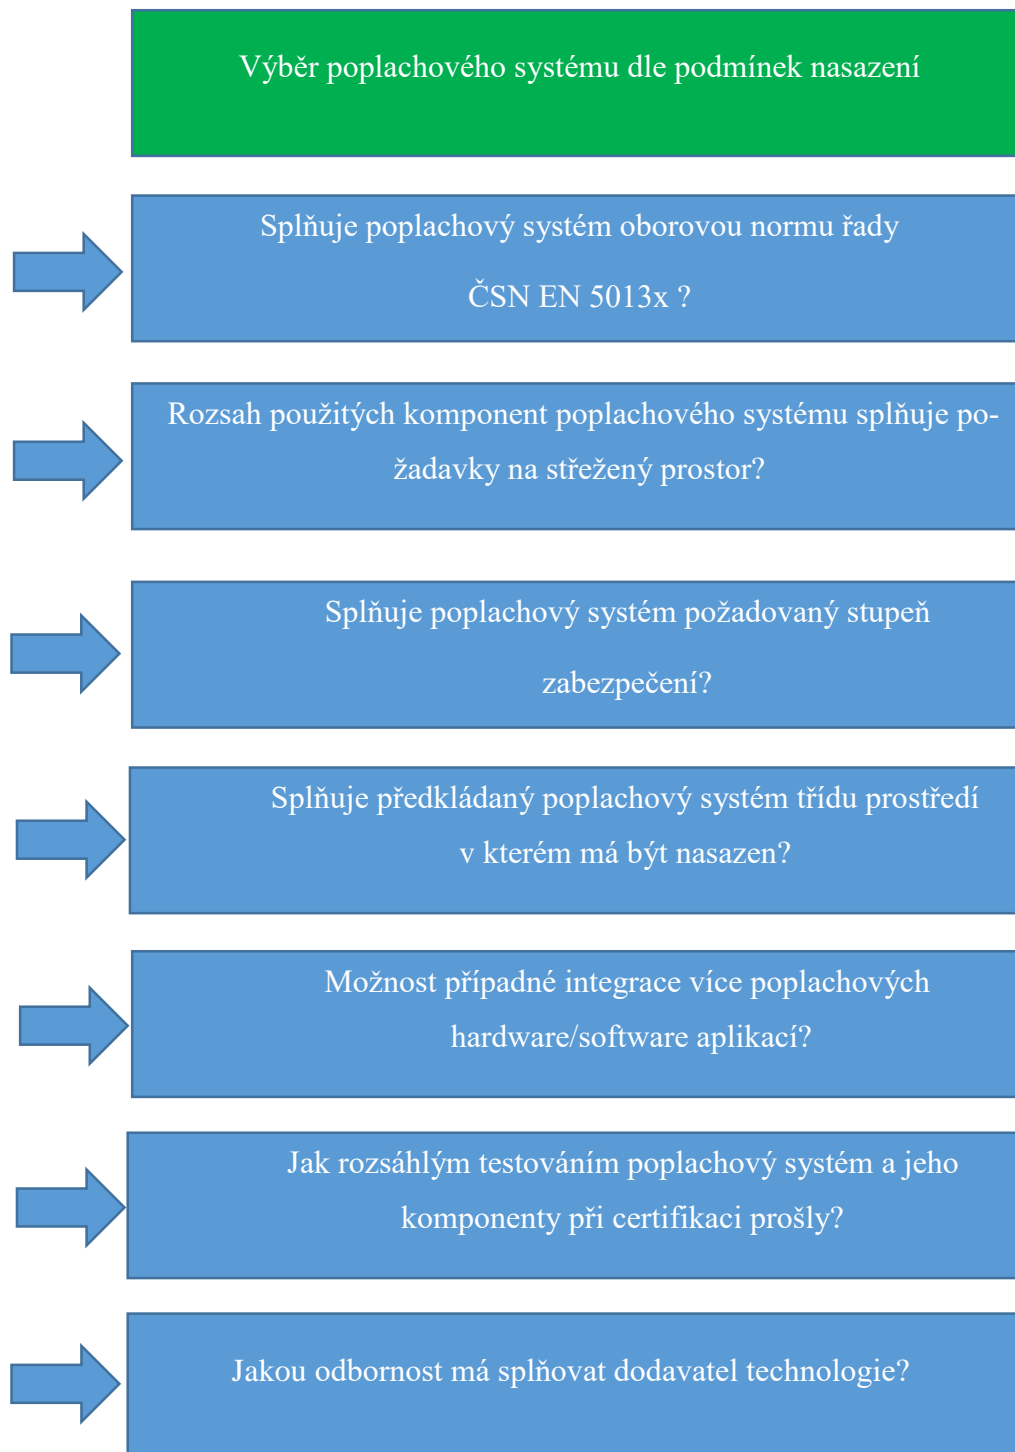 Výběr poplachového systému dle podmínek nasazení
Splňuje poplachový systém oborovou normu řady
ČSN EN 5013x ?
Rozsah použitých komponent poplachového systému splňuje po-
žadavky na střežený prostor?
Splňuje poplachový systém požadovaný stupeň
zabezpečení?
Splňuje předkládaný poplachový systém třídu prostředí
v kterém má být nasazen?
Možnost případné integrace více poplachových
hardware/software aplikací?
Jak rozsáhlým testováním poplachový systém a jeho
komponenty při certifikaci prošly?
Jakou odbornost má splňovat dodavatel technologie?